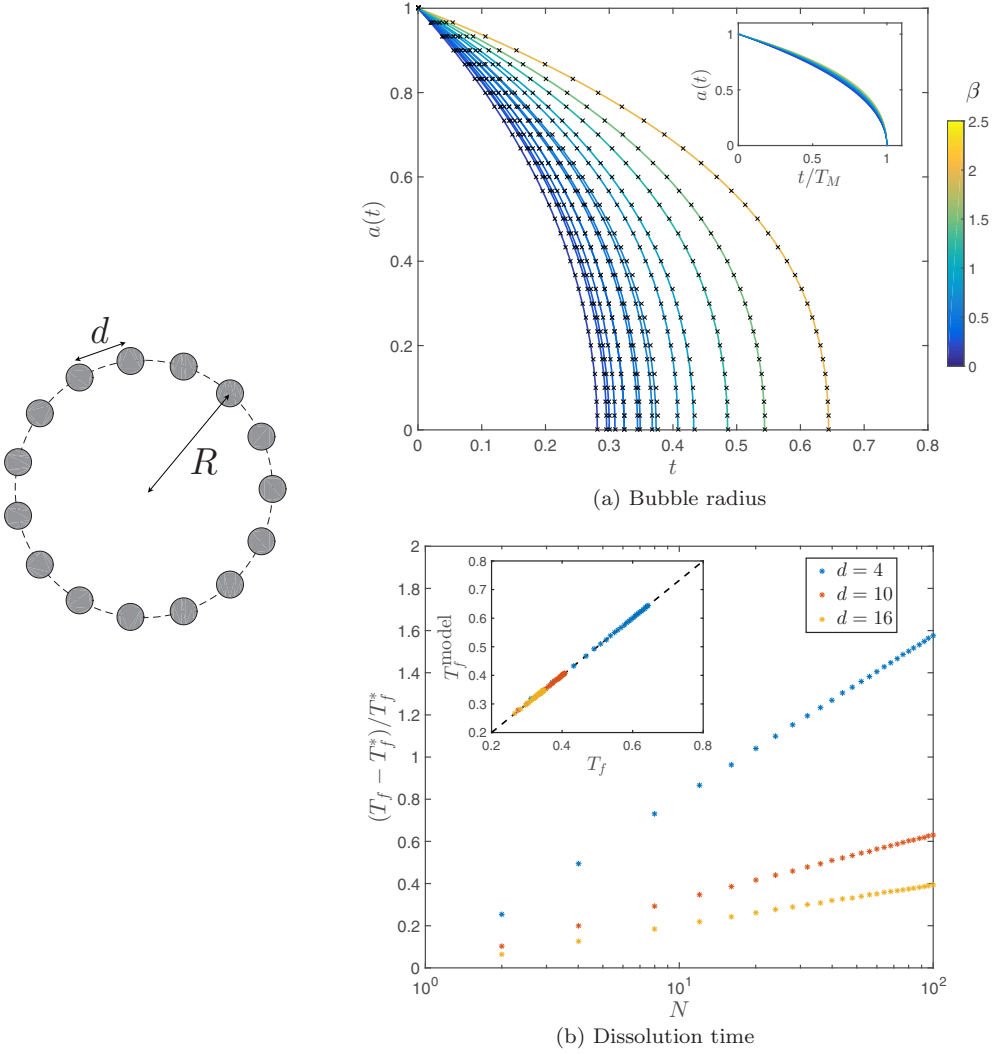 d
R
1
0.8
0.6
0.4
0.2
0
a(t)
0 0.1 0.2 0.3 0.4 0.5 0.6 0.7 0.8
t
1
0.5
0
a(t)
0 0.5 1
t/T_M
β
2.5
2
1.5
1
0.5
0
(a) Bubble radius
2
1.8
1.6
1.4
1.2
1
0.8
0.6
0.4
0.2
0
(T_f − T_f^*)/T_f^*
10^0 10^1 10^2
N
0.8
0.7
0.6
0.5
0.4
0.3
0.2
T_f^model
0.2 0.4 0.6 0.8
T_f
d = 4
d = 10
d = 16
(b) Dissolution time